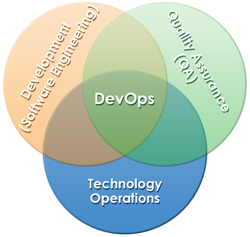 Development
(Software Engineering)
Quality Assurance
(QA)
DevOps
Technology
Operations